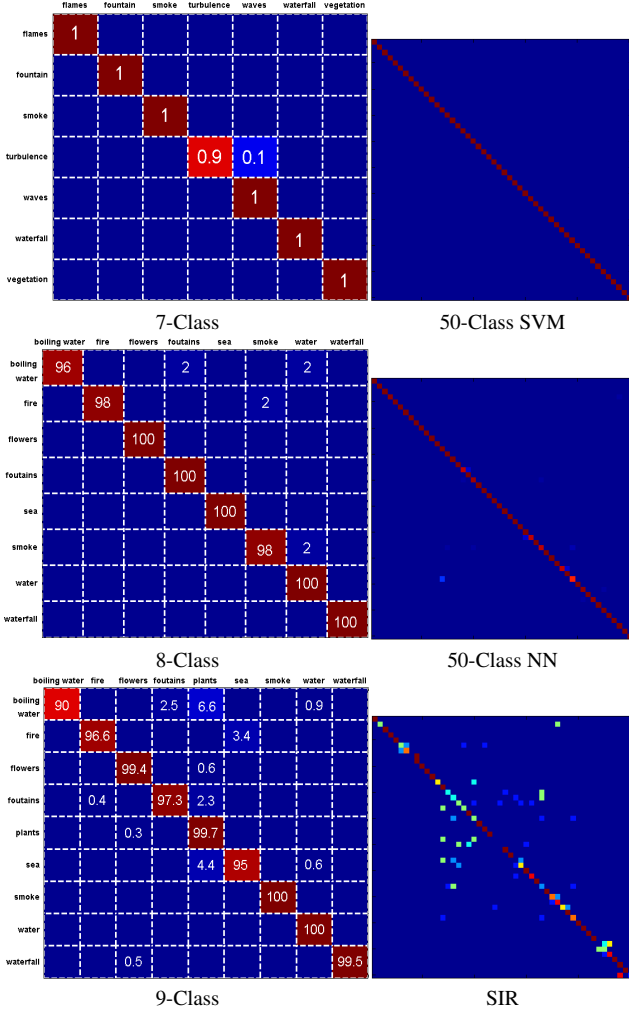 flames fountain smoke turbulence waves waterfall vegetation
flames 1
fountain 1
smoke 1
turbulence 0.9 0.1
waves 1
waterfall 1
vegetation 1
7-Class 50-Class SVM
boiling water fire flowers foutains sea smoke water waterfall
boiling
water 96 2 2
fire 98 2
flowers 100
foutains 100
sea 100
smoke 98 2
water 100
waterfall 100
8-Class 50-Class NN
boiling water fire flowers foutains plants sea smoke water waterfall
boiling
water 90 2.5 6.6 0.9
fire 96.6 3.4
flowers 99.4 0.6
foutains 0.4 97.3 2.3
plants 0.3 99.7
sea 4.4 95 0.6
smoke 100
water 100
waterfall 0.5 99.5
9-Class SIR